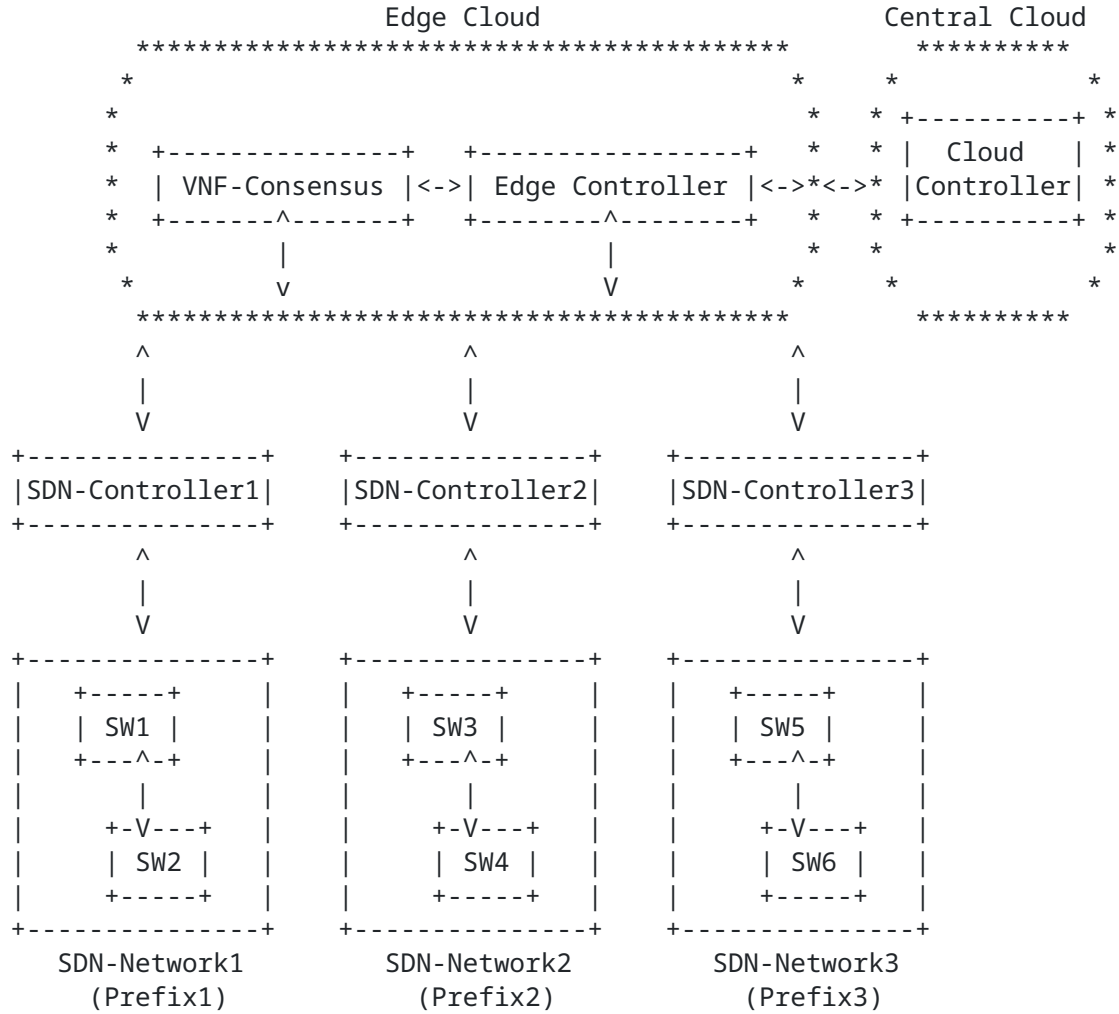 Edge Cloud Central Cloud
Cloud
VNF-Consensus <-> Edge Controller <->*<->* Controller
SDN-Controller1 SDN-Controller2 SDN-Controller3
SW1 SW3 SW5
SW2 SW4 SW6
SDN-Network1 SDN-Network2 SDN-Network3
(Prefix1) (Prefix2) (Prefix3)